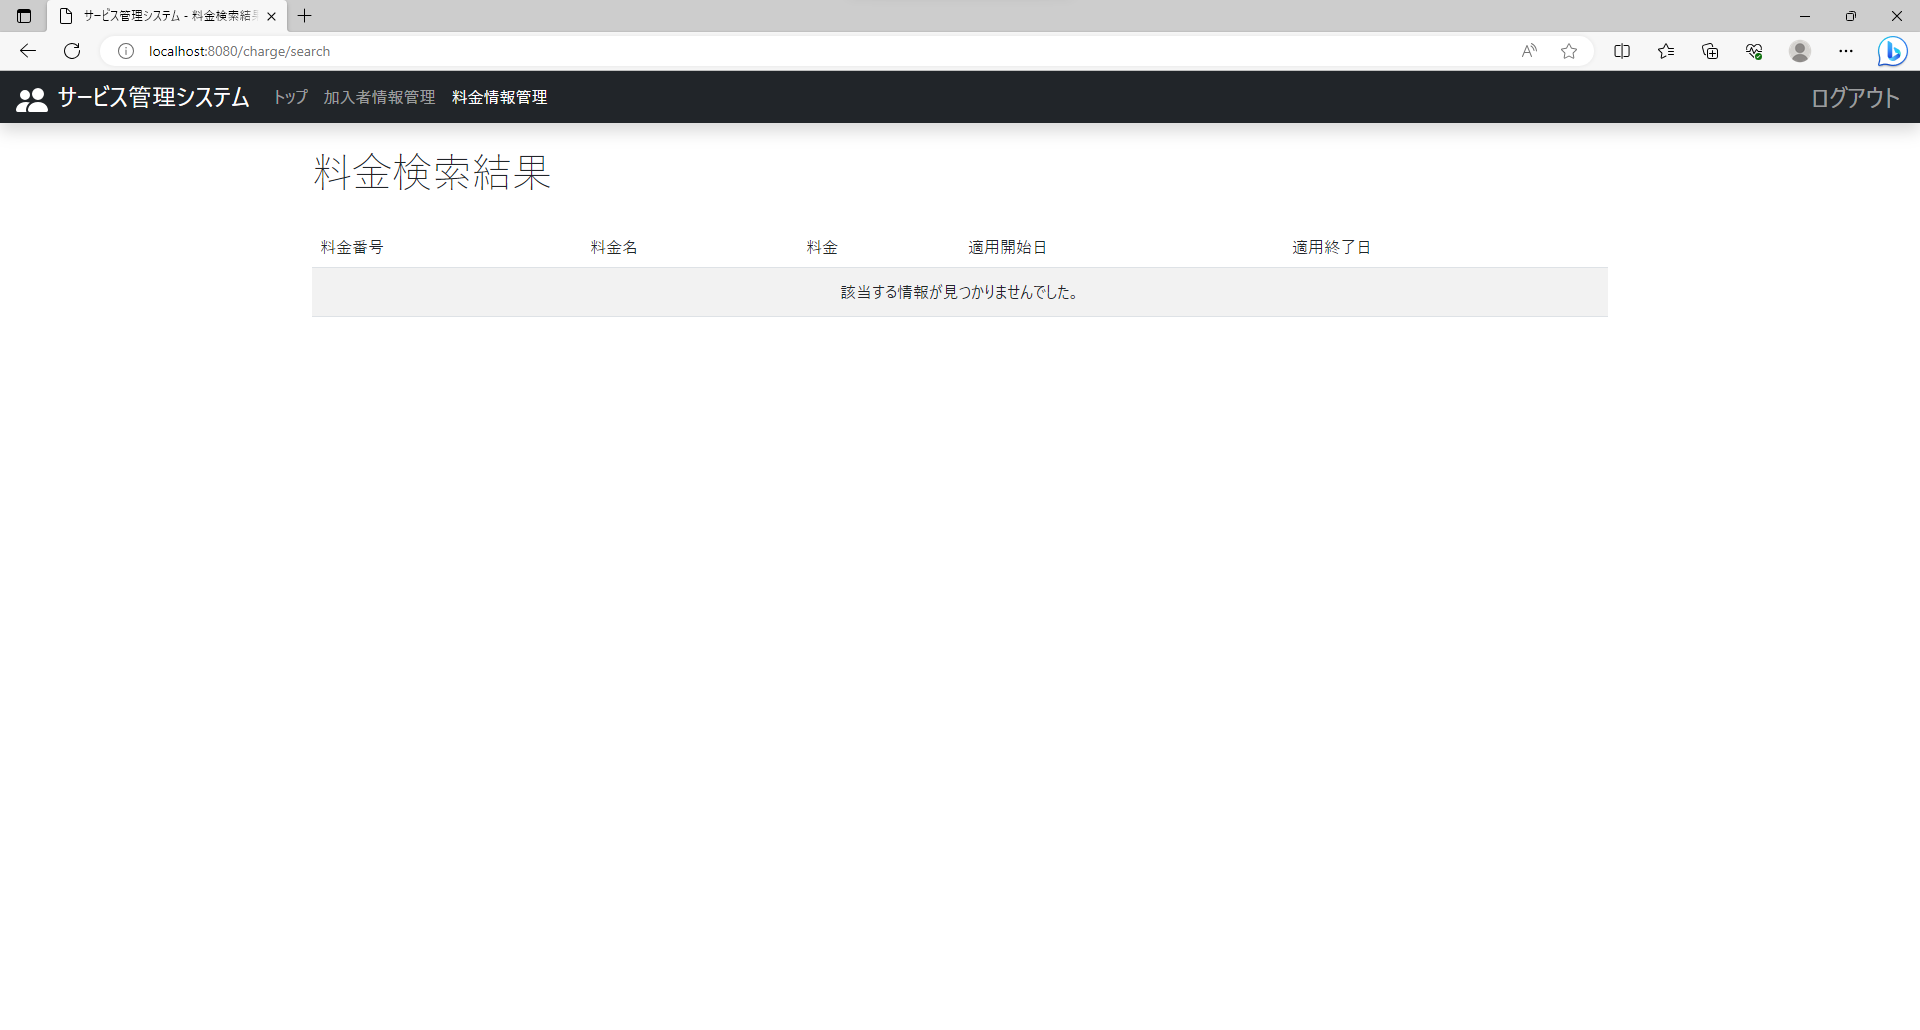 サービス管理システム - 料金検索結
localhost:8080/charge/search
サービス管理システム トップ 加入者情報管理 料金情報管理 ログアウト
料金検索結果
料金番号 料金名 料金 適用開始日 適用終了日
該当する情報が見つかりませんでした。